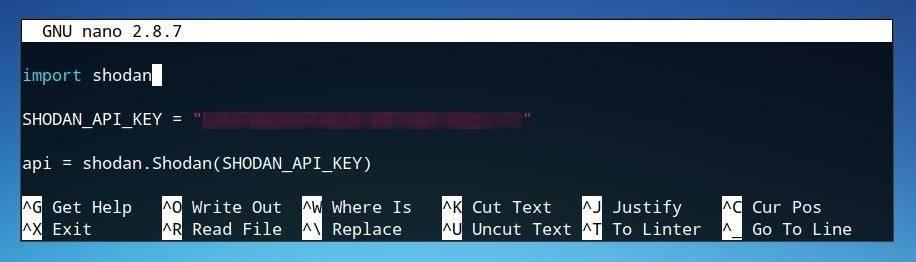 GNU nano 2.8.7
import shodan
SHODAN_API_KEY = ""
api = shodan.Shodan(SHODAN_API_KEY)
^G Get Help ^O Write Out ^W Where Is ^K Cut Text ^J Justify ^C Cur Pos
^X Exit ^R Read File ^\ Replace ^U Uncut Text ^T To Linter ^_ Go To Line